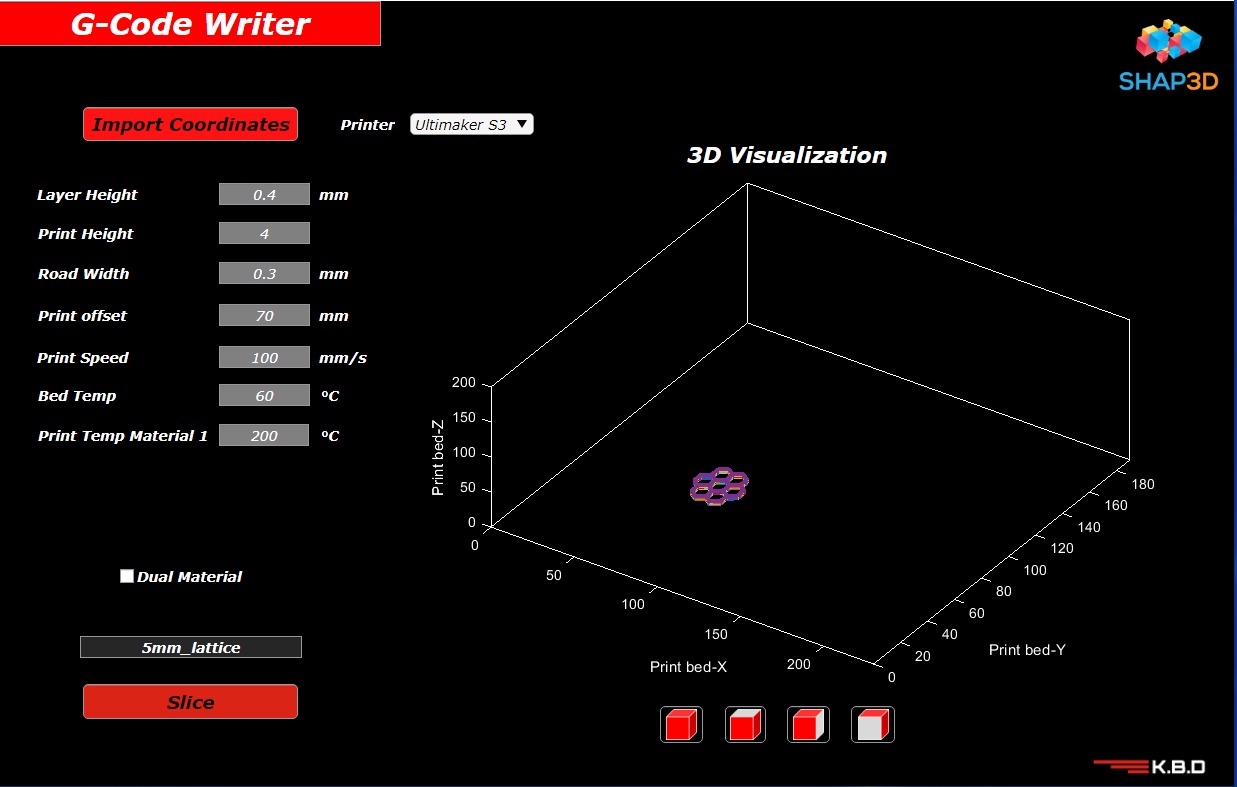 G-Code Writer
SHAP3D
Import Coordinates
Printer
Ultimaker S3
3D Visualization
Layer Height 0.4 mm
Print Height 4
Road Width 0.3 mm
Print offset 70 mm
Print Speed 100 mm/s
Bed Temp 60 ºC
Print Temp Material 1 200 ºC
Print bed-Z
200
150
100
50
0
0
50
100
150
200
Print bed-X
0
20
40
60
80
100
120
140
160
180
Print bed-Y
Dual Material
5mm_lattice
Slice
K.B.D